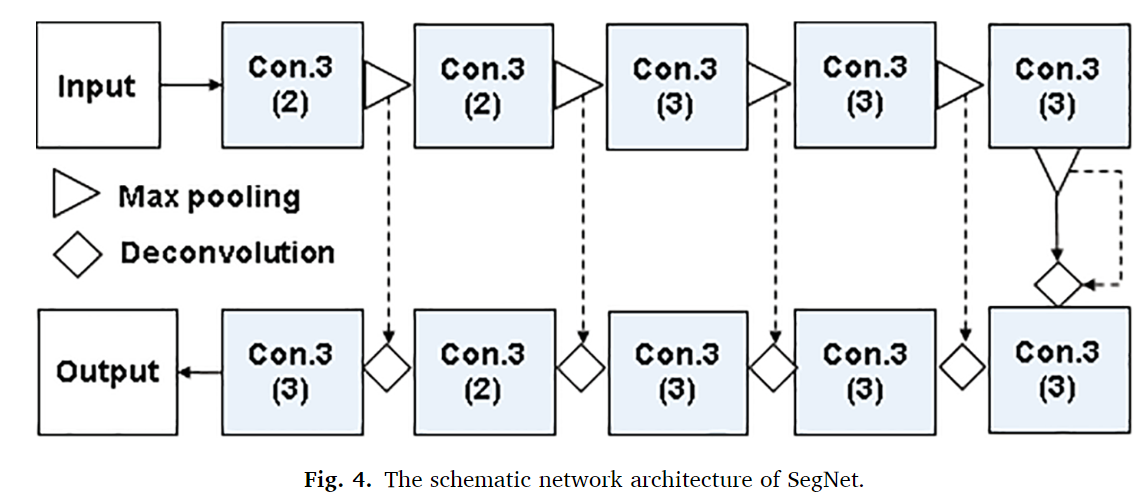 Input
Con.3
(2)
Con.3
(2)
Con.3
(3)
Con.3
(3)
Con.3
(3)
Max pooling
Deconvolution
Output
Con.3
(3)
Con.3
(2)
Con.3
(3)
Con.3
(3)
Con.3
(3)
Fig. 4. The schematic network architecture of SegNet.